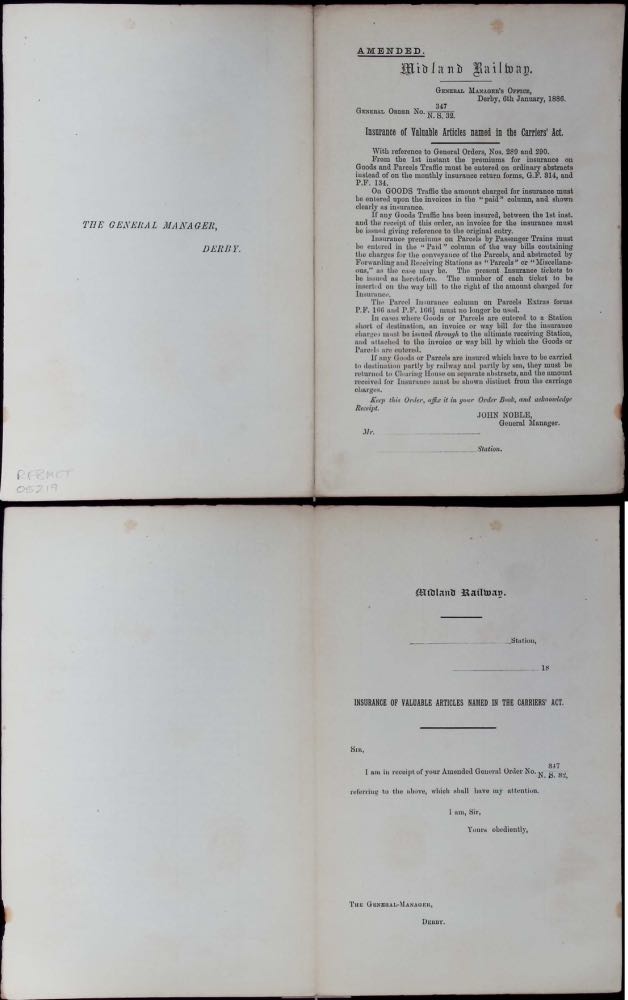 THE GENERAL MANAGER,
DERBY.
RFBMCT
05219
AMENDED.
Midland Railway.
GENERAL MANAGER'S OFFICE,
Derby, 6th January, 1886.
GENERAL ORDER No. 347
N. S. 32.
Insurance of Valuable Articles named in the Carriers' Act.
With reference to General Orders, Nos. 289 and 290.
From the 1st instant the premiums for insurance on
Goods and Parcels Traffic must be entered on ordinary abstracts
instead of on the monthly insurance return forms, G.F. 314, and
P.F. 134.
On GOODS Traffic the amount charged for insurance must
be entered upon the invoices in the "paid" column, and shown
clearly as insurance.
If any Goods Traffic has been insured, between the 1st inst.
and the receipt of this order, an invoice for the insurance must
be issued giving reference to the original entry.
Insurance premiums on Parcels by Passenger Trains must
be entered in the "Paid" column of the way bills containing
the charges for the conveyance of the Parcels, and abstracted by
Forwarding and Receiving Stations as "Parcels" or "Miscellane-
ous," as the case may be. The present Insurance tickets to
be issued as heretofore. The number of each ticket to be
inserted on the way bill to the right of the amount charged for
Insurance.
The Parcel Insurance column on Parcels Extras forms
P.F. 166 and P.F. 166½ must no longer be used.
In cases where Goods or Parcels are entered to a Station
short of destination, an invoice or way bill for the insurance
charges must be issued through to the ultimate receiving Station,
and attached to the invoice or way bill by which the Goods or
Parcels are entered.
If any Goods or Parcels are insured which have to be carried
to destination partly by railway and partly by sea, they must be
returned to Clearing House on separate abstracts, and the amount
received for Insurance must be shown distinct from the carriage
charges.
Keep this Order, affix it in your Order Book, and acknowledge
Receipt.
JOHN NOBLE,
General Manager.
Mr.
Station.
Midland Railway.
Station,
18
INSURANCE OF VALUABLE ARTICLES NAMED IN THE CARRIERS' ACT.
SIR,
I am in receipt of your Amended General Order No. 347
N. S. 32,
referring to the above, which shall have my attention.
I am, Sir,
Yours obediently,
THE GENERAL-MANAGER,
DERBY.